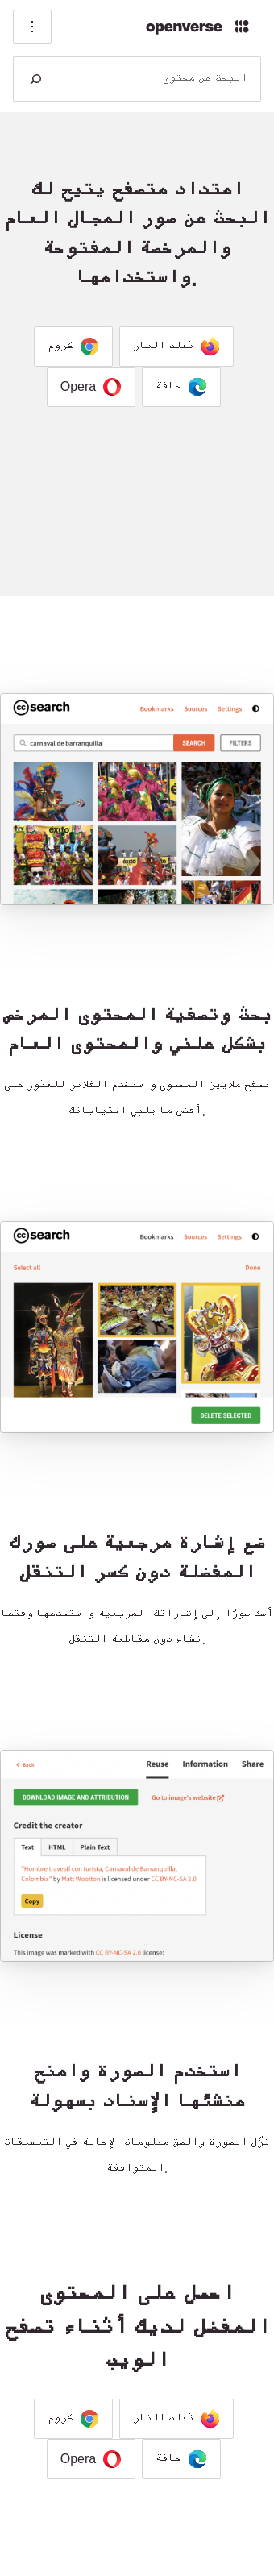 openverse
البحث عن محتوى
امتداد متصفح يتيح لك
البحث عن صور المجال العام
والمرخصة المفتوحة
واستخدامها.
ثعلب النار
كروم
حافة
Opera
cc search
Bookmarks Sources Settings
carnaval de barranquilla
SEARCH
FILTERS
éxito
éxito
بحث وتصفية المحتوى المرخص
بشكل علني والمحتوى العام
تصفح ملايين المحتوى واستخدم الفلاتر للعثور على
أفضل ما يلبي احتياجاتك.
cc search
Bookmarks Sources Settings
Select all
Done
DELETE SELECTED
ضع إشارة مرجعية على صورك
المفضلة دون كسر التنقل
أضف صورًا إلى إشاراتك المرجعية واستخدمها وقتما
تشاء دون مقاطعة التنقل.
Back
Reuse Information Share
DOWNLOAD IMAGE AND ATTRIBUTION
Go to image's website
Credit the creator
Text HTML Plain Text
"Hombre travesti con turista, Carnaval de Barranquilla,
Colombia" by Matt Wootton is licensed under CC BY-NC-SA 2.0
Copy
License
This image was marked with CC BY-NC-SA 2.0 license:
استخدم الصورة وامنح
منشئها الإسناد بسهولة
نزّل الصورة والصق معلومات الإحالة في التنسيقات
المتوافقة.
احصل على المحتوى
المفضل لديك أثناء تصفح
الويب
ثعلب النار
كروم
حافة
Opera